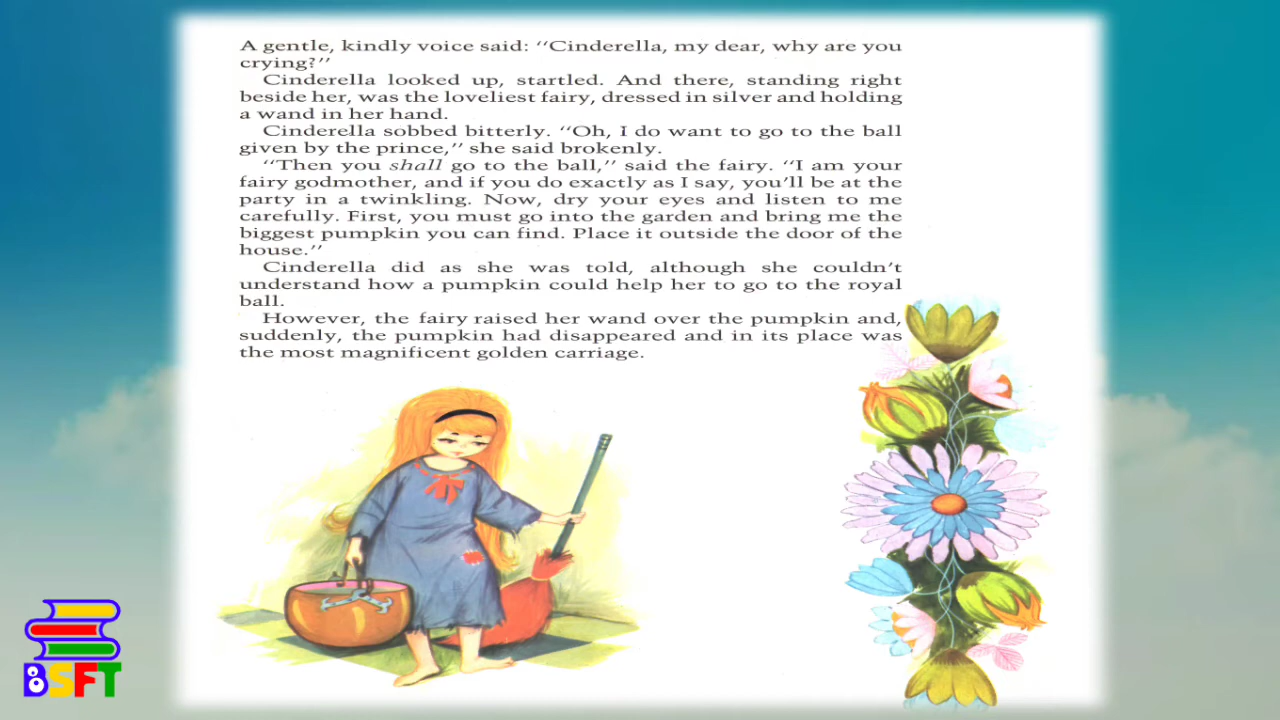 A gentle, kindly voice said: “Cinderella, my dear, why are you
crying?”
Cinderella looked up, startled. And there, standing right
beside her, was the loveliest fairy, dressed in silver and holding
a wand in her hand.
Cinderella sobbed bitterly. “Oh, I do want to go to the ball
given by the prince,” she said brokenly.
“Then you shall go to the ball,” said the fairy. “I am your
fairy godmother, and if you do exactly as I say, you’ll be at the
party in a twinkling. Now, dry your eyes and listen to me
carefully. First, you must go into the garden and bring me the
biggest pumpkin you can find. Place it outside the door of the
house.”
Cinderella did as she was told, although she couldn’t
understand how a pumpkin could help her to go to the royal
ball.
However, the fairy raised her wand over the pumpkin and,
suddenly, the pumpkin had disappeared and in its place was
the most magnificent golden carriage.
BSFT